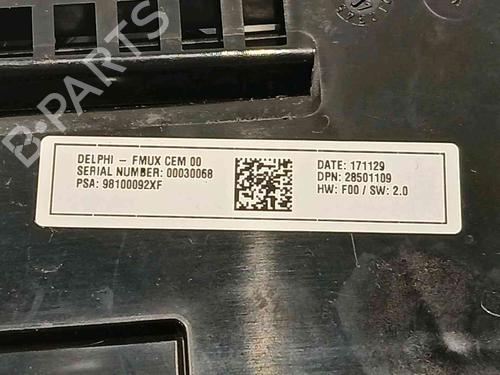 B-PARTS
DELPHI - FMUX CEM 00
SERIAL NUMBER: 00030068
PSA: 98100092XF
DATE: 171129
DPN: 28501109
HW: F00 / SW: 2.0